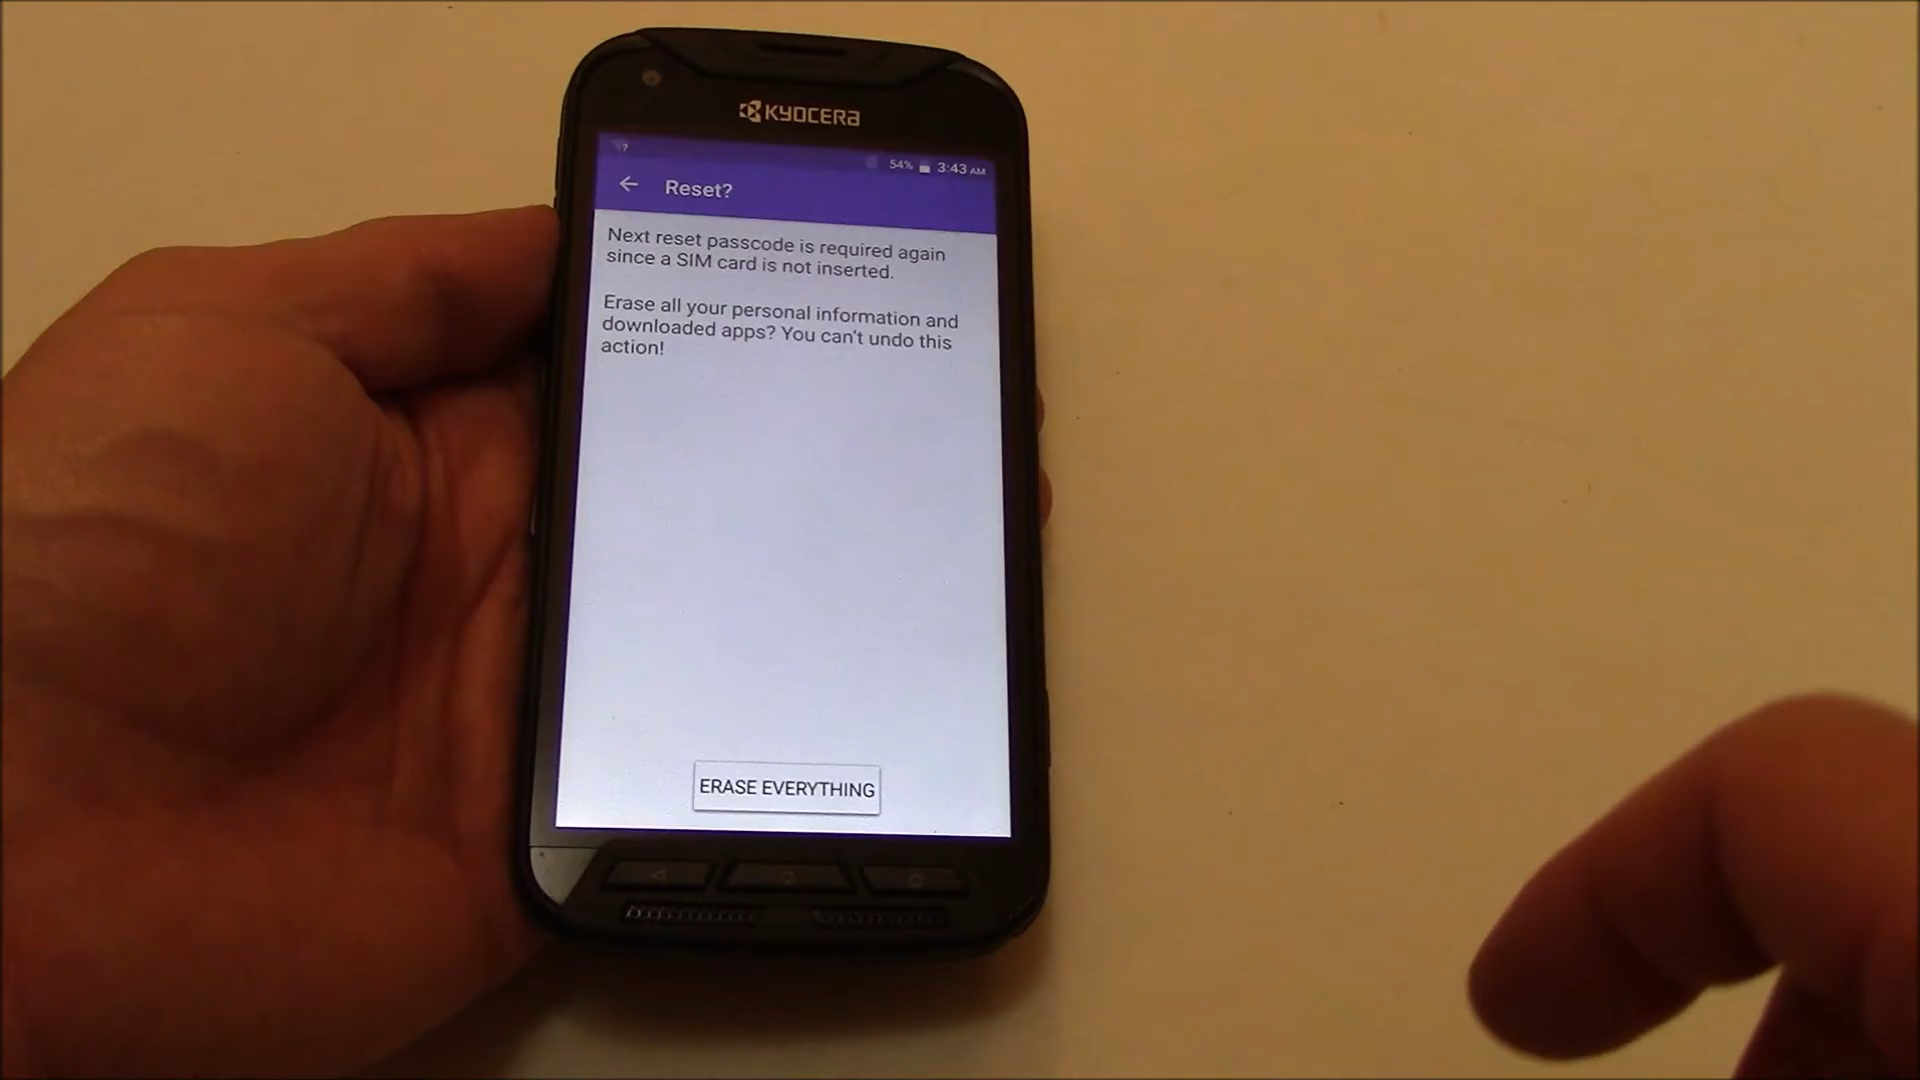 KYOCERA
? 54% 3:43 AM
Reset?
Next reset passcode is required again
since a SIM card is not inserted.
Erase all your personal information and
downloaded apps? You can't undo this
action!
ERASE EVERYTHING